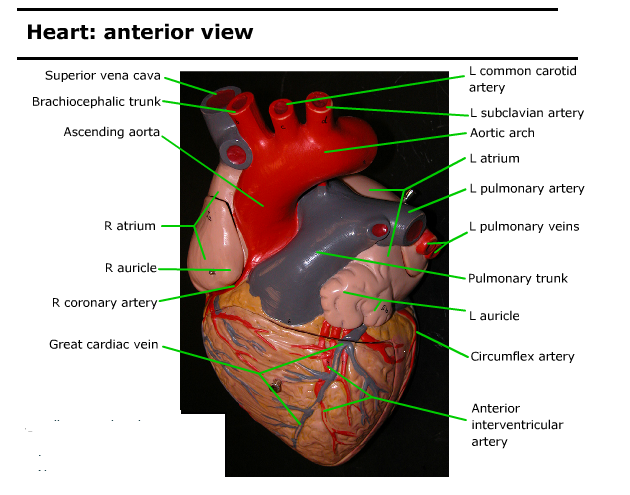 Heart: anterior view
Superior vena cava
Brachiocephalic trunk
Ascending aorta
R atrium
R auricle
R coronary artery
Great cardiac vein
L common carotid
artery
L subclavian artery
Aortic arch
L atrium
L pulmonary artery
L pulmonary veins
Pulmonary trunk
L auricle
Circumflex artery
Anterior
interventricular
artery